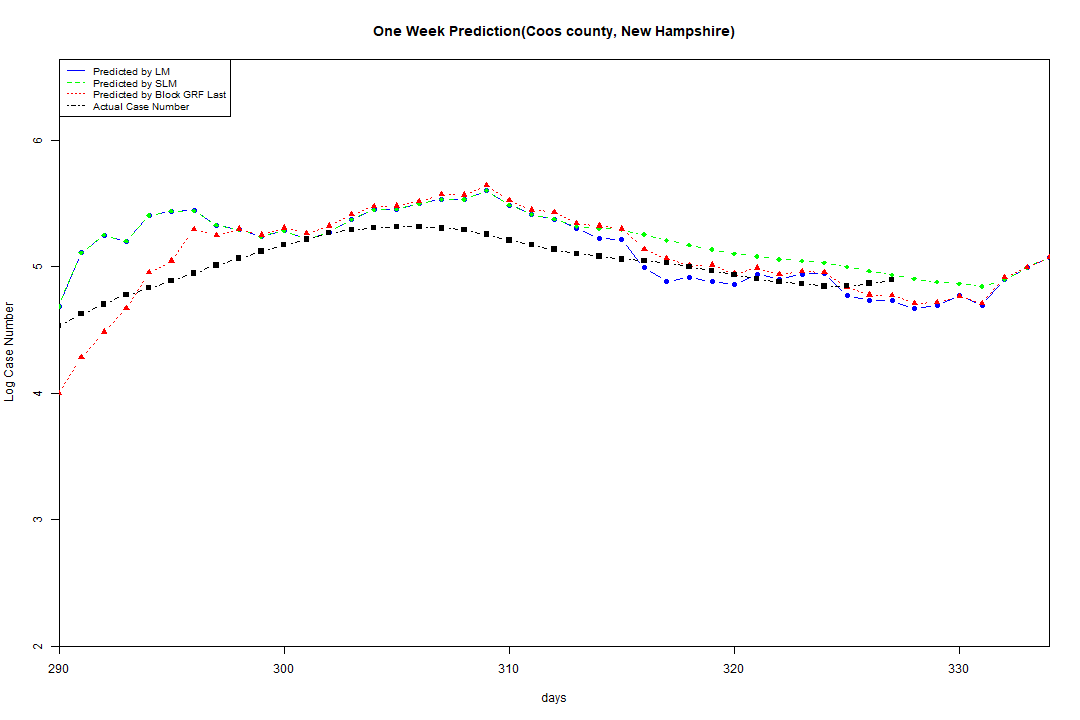 One Week Prediction(Coos county, New Hampshire)
Predicted by LM
Predicted by SLM
Predicted by Block GRF Last
Actual Case Number
6
5
4
3
2
Log Case Number
290 300 310 320 330
days